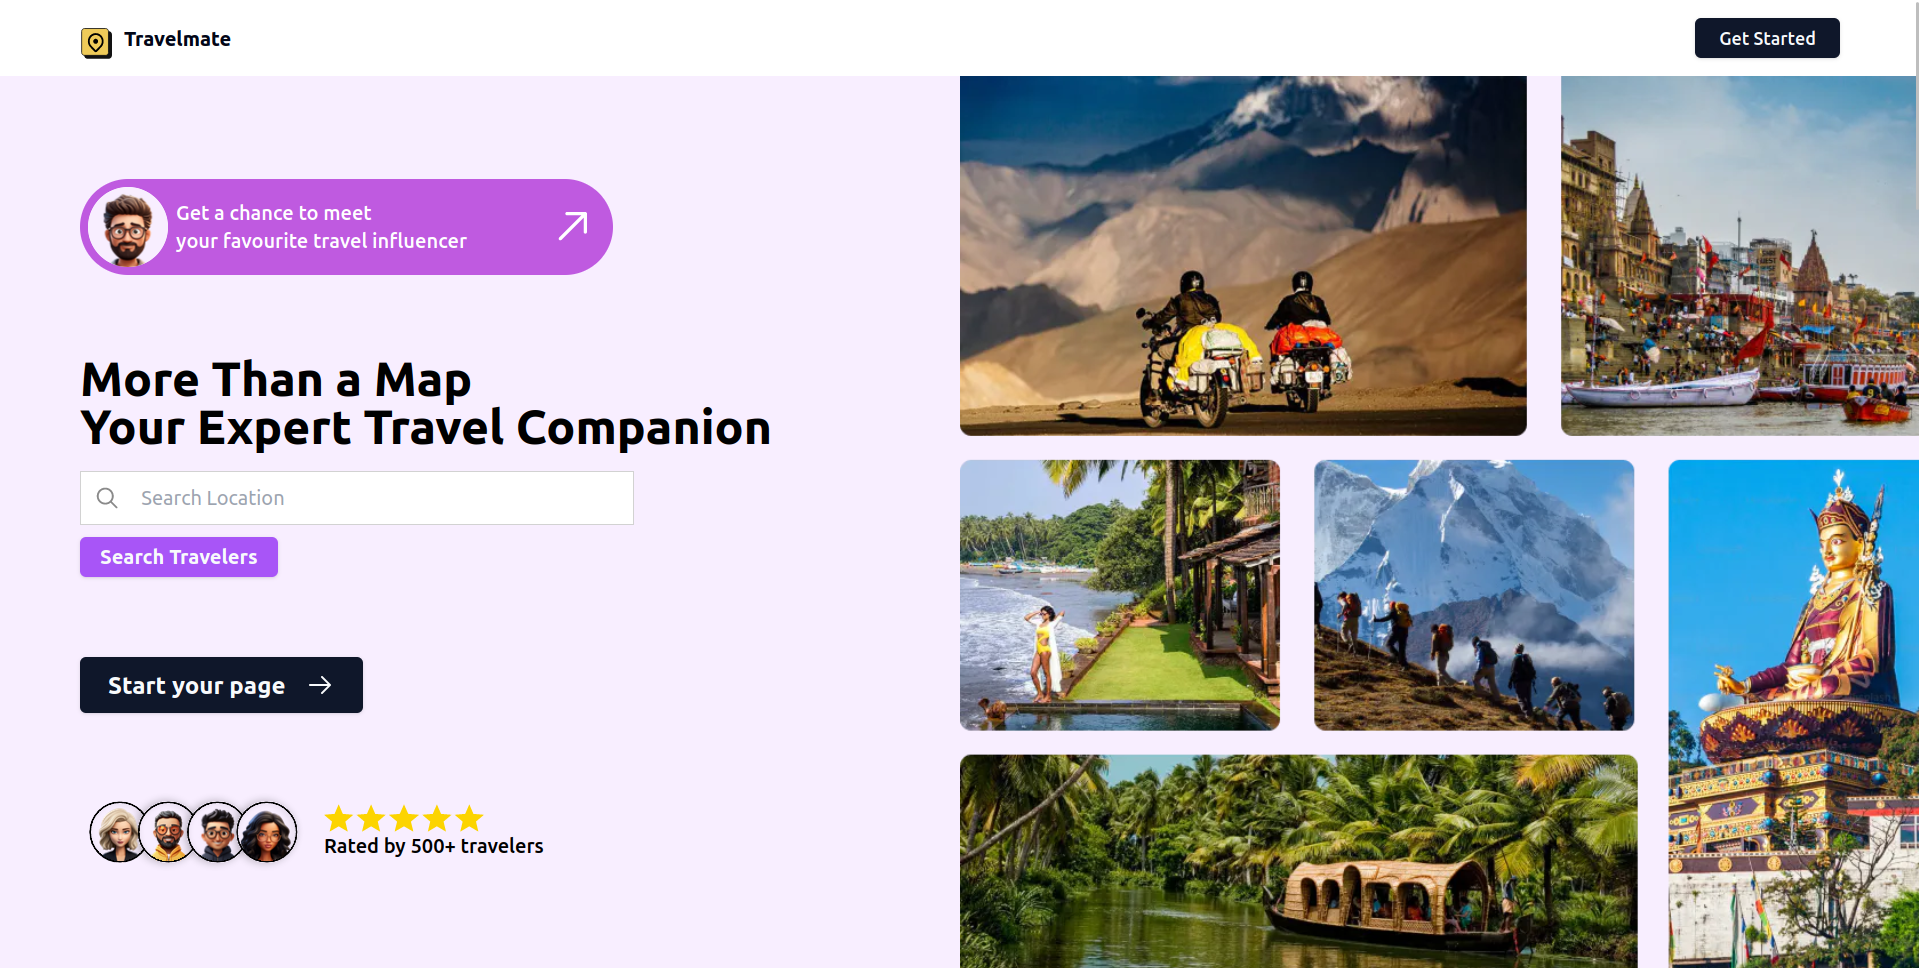 Travelmate
Get Started
Get a chance to meet
your favourite travel influencer
More Than a Map
Your Expert Travel Companion
Search Location
Search Travelers
Start your page
Rated by 500+ travelers